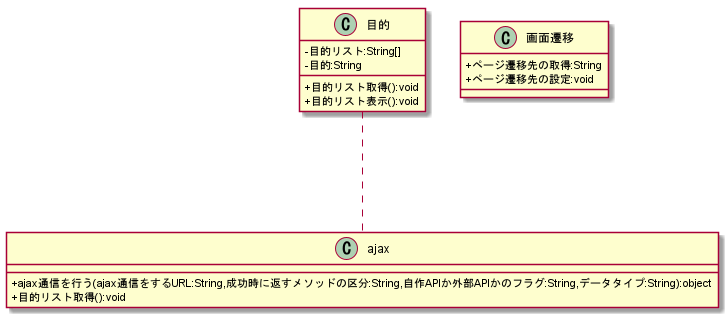 C 目的
-目的リスト:String[]
-目的:String
+目的リスト取得():void
+目的リスト表示():void
C 画面遷移
+ページ遷移先の取得:String
+ページ遷移先の設定:void
C ajax
+ajax通信を行う(ajax通信をするURL:String,成功時に返すメソッドの区分:String,自作APIか外部APIかのフラグ:String,データタイプ:String):object
+目的リスト取得():void